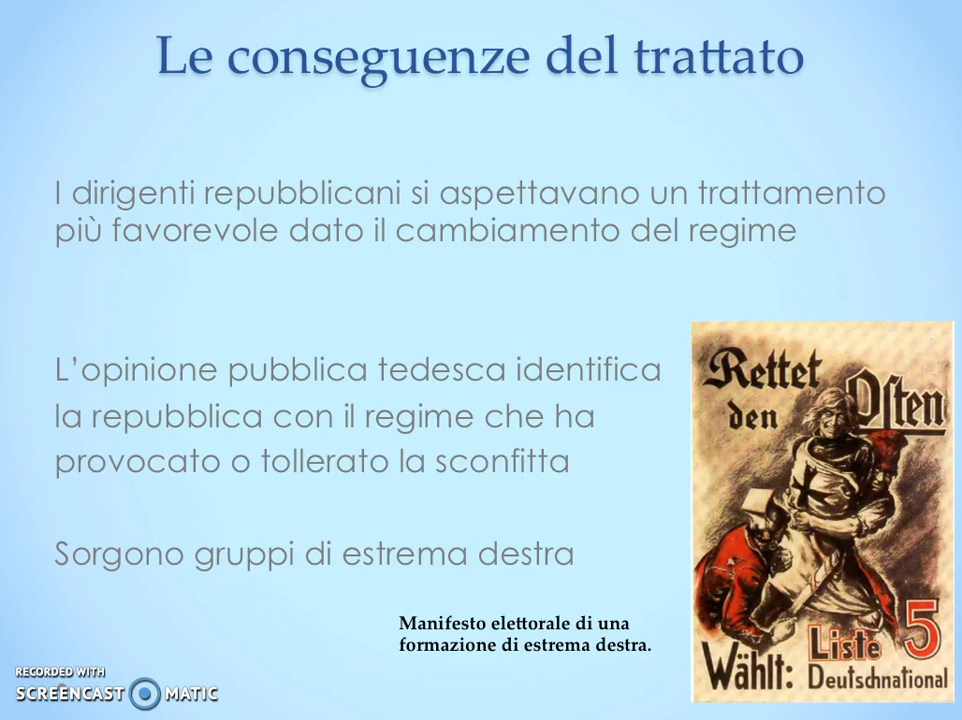 Le conseguenze del trattato
I dirigenti repubblicani si aspettavano un trattamento
più favorevole dato il cambiamento del regime
L’opinione pubblica tedesca identifica
la repubblica con il regime che ha
provocato o tollerato la sconfitta
Sorgono gruppi di estrema destra
Manifesto elettorale di una
formazione di estrema destra.
Rettet
den Oſten
Wählt: Liste 5
Deutschnational
RECORDED WITH
SCREENCAST MATIC